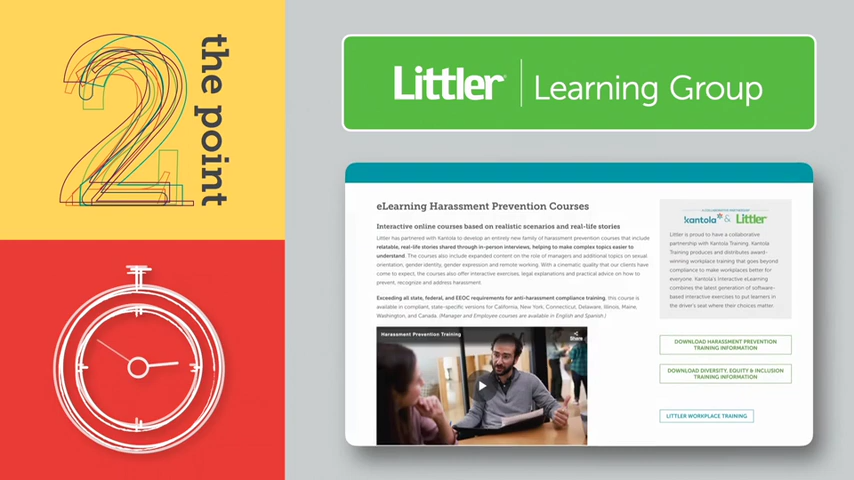 2 the point
Littler® | Learning Group
eLearning Harassment Prevention Courses
Interactive online courses based on realistic scenarios and real-life stories
Littler has partnered with Kantola to develop an entirely new family of harassment prevention courses that include
relatable, real-life stories shared through in-person interviews, helping to make complex topics easier to
understand. The courses also include expanded content on the role of managers and additional topics on sexual
orientation, gender identity, gender expression and remote working. With a cinematic quality that our clients have
come to expect, the courses also offer interactive exercises, legal explanations and practical advice on how to
prevent, recognize and address harassment.
Exceeding all state, federal, and EEOC requirements for anti-harassment compliance training, this course is
available in compliant, state-specific versions for California, New York, Connecticut, Delaware, Illinois, Maine,
Washington, and Canada. (Manager and Employee courses are available in English and Spanish.)
Harassment Prevention Training
Share
A COLLABORATIVE PARTNERSHIP
kantola & Littler
Littler is proud to have a collaborative
partnership with Kantola Training. Kantola
Training produces and distributes award-
winning workplace training that goes beyond
compliance to make workplaces better for
everyone. Kantola's Interactive eLearning
combines the latest generation of software-
based interactive exercises to put learners in
the driver's seat where their choices matter.
DOWNLOAD HARASSMENT PREVENTION
TRAINING INFORMATION
DOWNLOAD DIVERSITY, EQUITY & INCLUSION
TRAINING INFORMATION
LITTLER WORKPLACE TRAINING